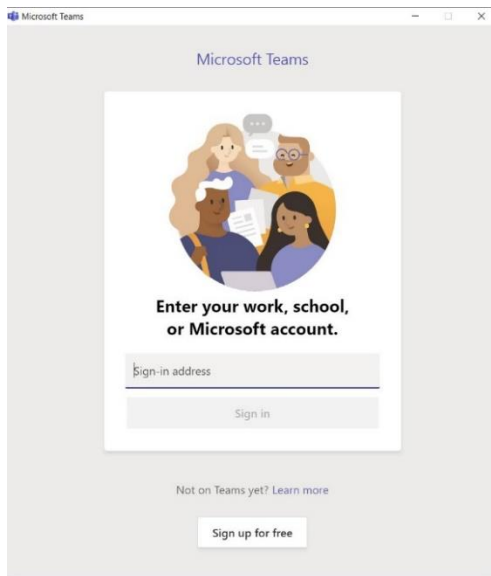 Microsoft Teams
Microsoft Teams
Enter your work, school,
or Microsoft account.
Sign-in address
Sign in
Not on Teams yet? Learn more
Sign up for free